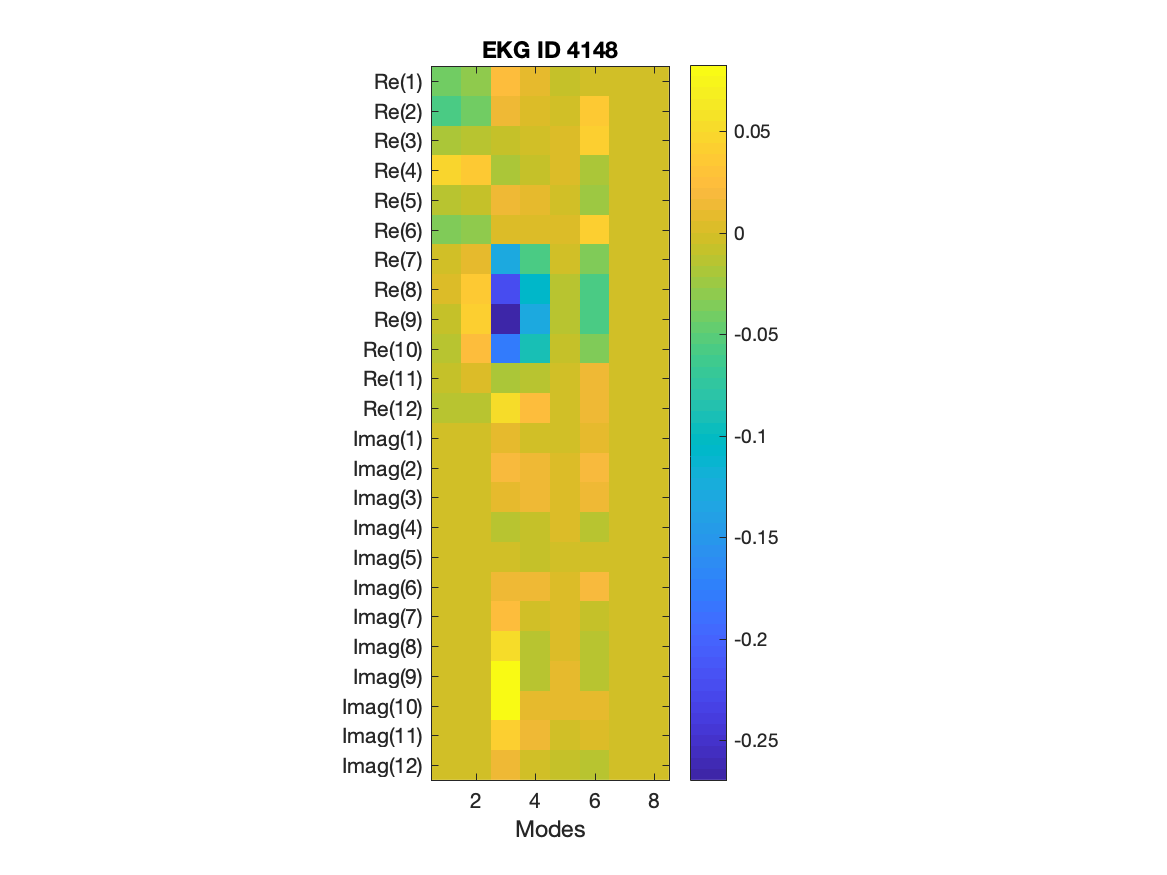 EKG ID 4148
Re(1)
Re(2)
Re(3)
Re(4)
Re(5)
Re(6)
Re(7)
Re(8)
Re(9)
Re(10)
Re(11)
Re(12)
Imag(1)
Imag(2)
Imag(3)
Imag(4)
Imag(5)
Imag(6)
Imag(7)
Imag(8)
Imag(9)
Imag(10)
Imag(11)
Imag(12)
2 4 6 8
Modes
0.05
0
-0.05
-0.1
-0.15
-0.2
-0.25